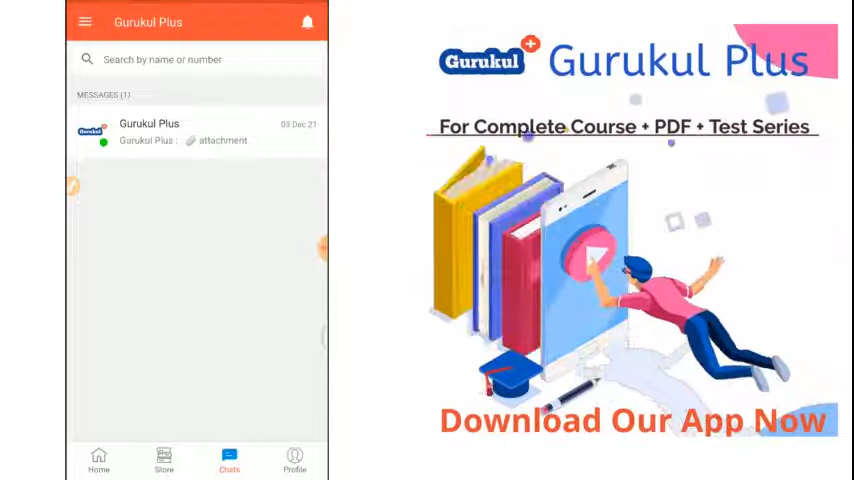 Gurukul Plus
Search by name or number
MESSAGES (1)
Gurukul
Gurukul Plus
03 Dec 21
Gurukul Plus : attachment
Home
Store
Chats
Profile
Gurukul
Gurukul Plus
For Complete Course + PDF + Test Series
Download Our App Now